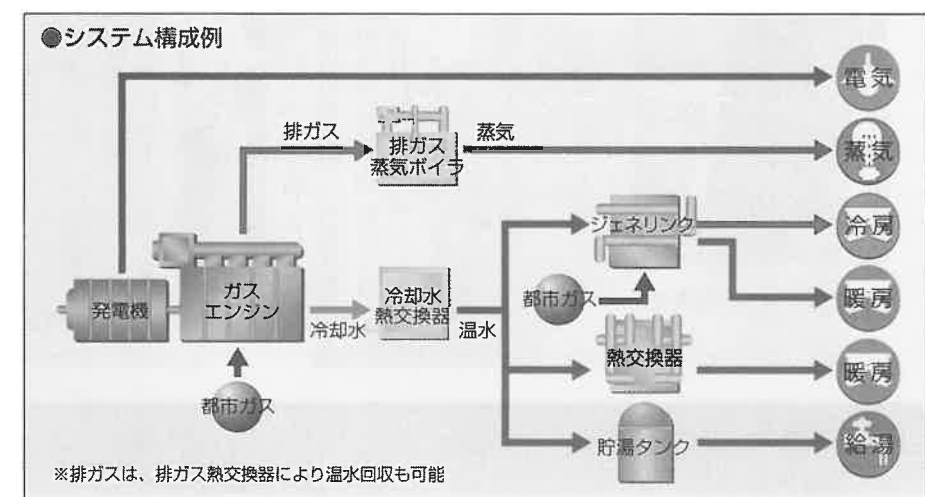 ●システム構成例
電気
排ガス
蒸気
排ガス
蒸気ボイラ
蒸気
ジェネリンク
冷房
都市ガス
暖房
発電機
ガス
エンジン
冷却水
冷却水
熱交換器
温水
熱交換器
暖房
都市ガス
貯湯タンク
給湯
※排ガスは、排ガス熱交換器により温水回収も可能